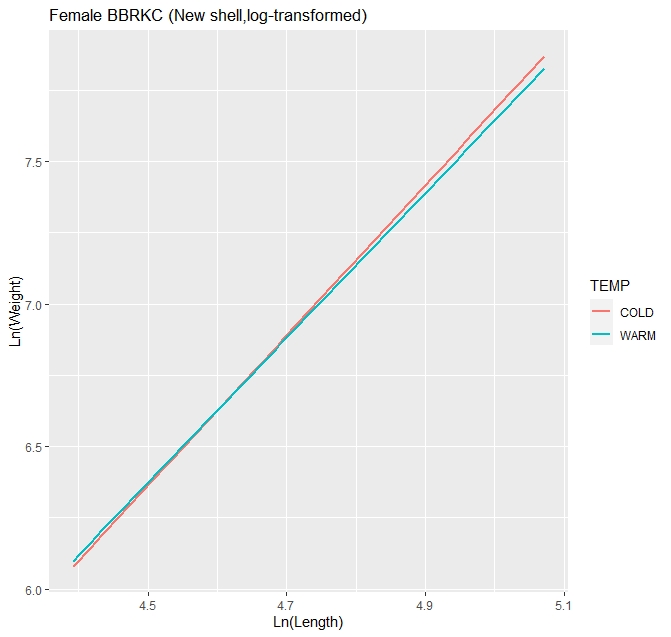 Female BBRKC (New shell,log-transformed)
Ln(Weight)
7.5
7.0
6.5
6.0
4.5 4.7 4.9 5.1
Ln(Length)
TEMP
COLD
WARM